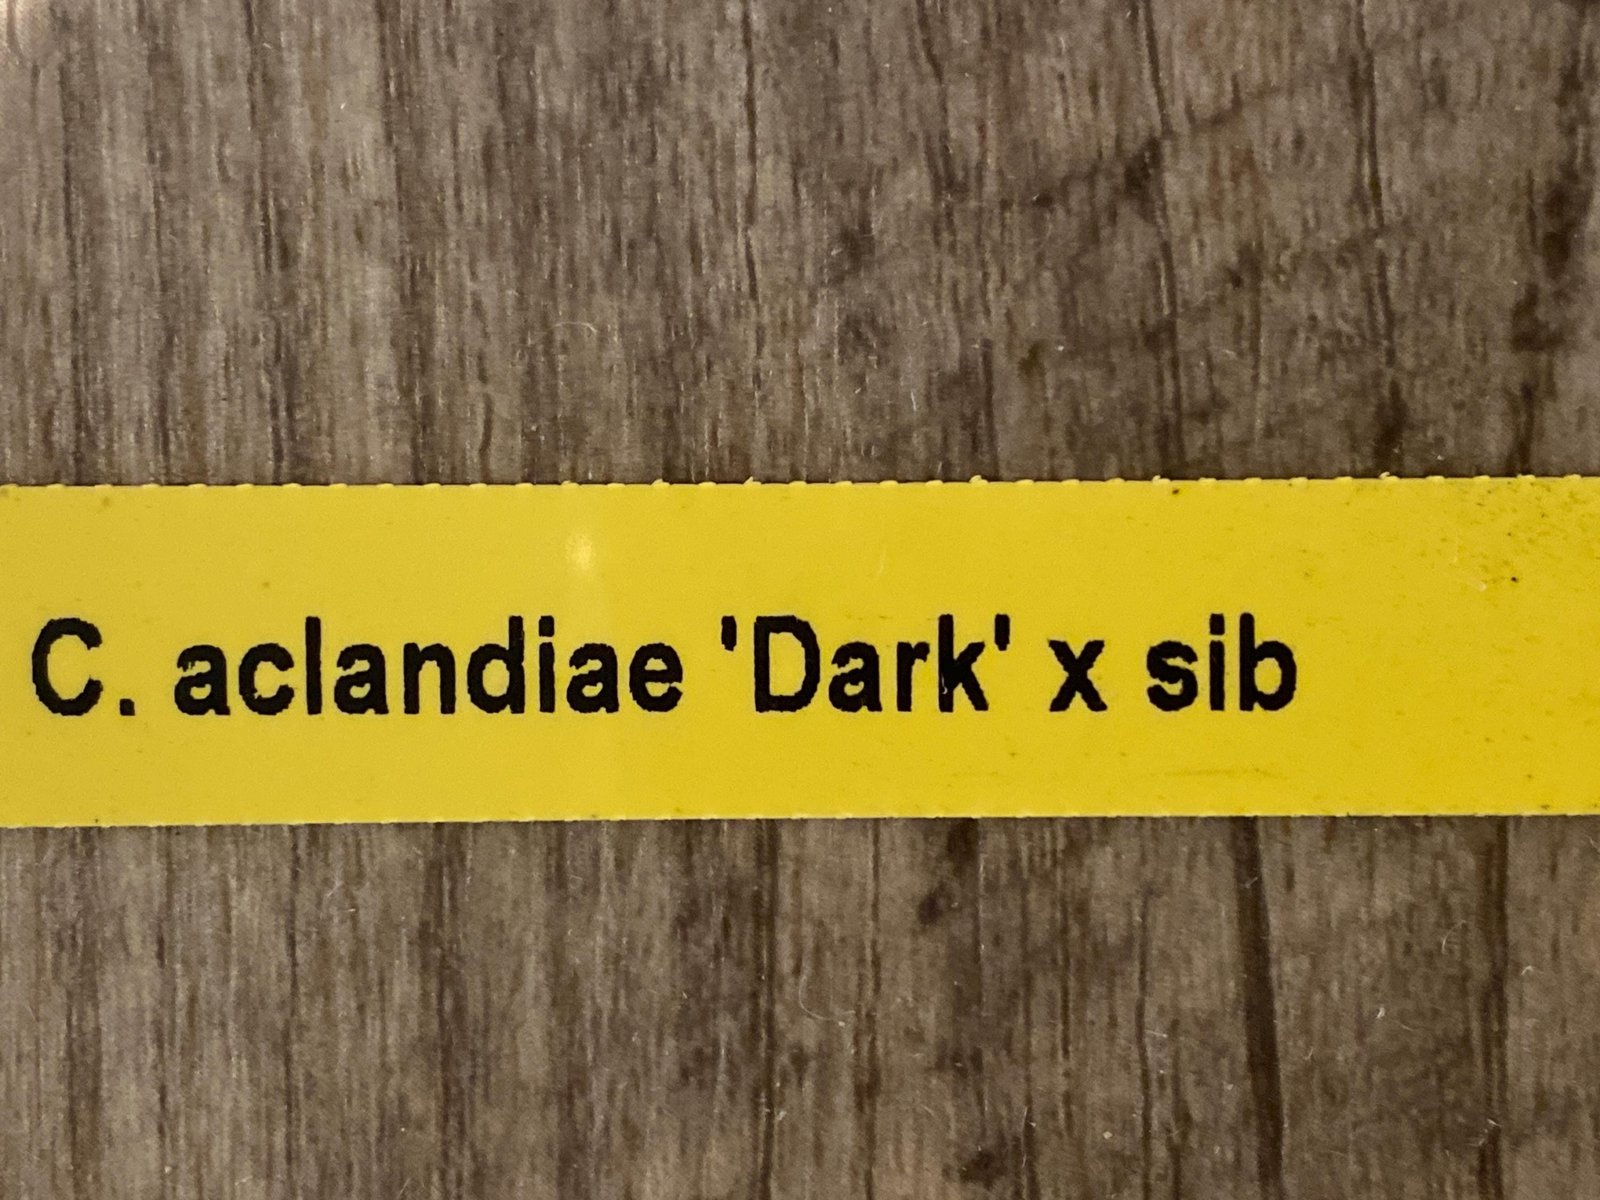 C. aclandiae 'Dark' x sib